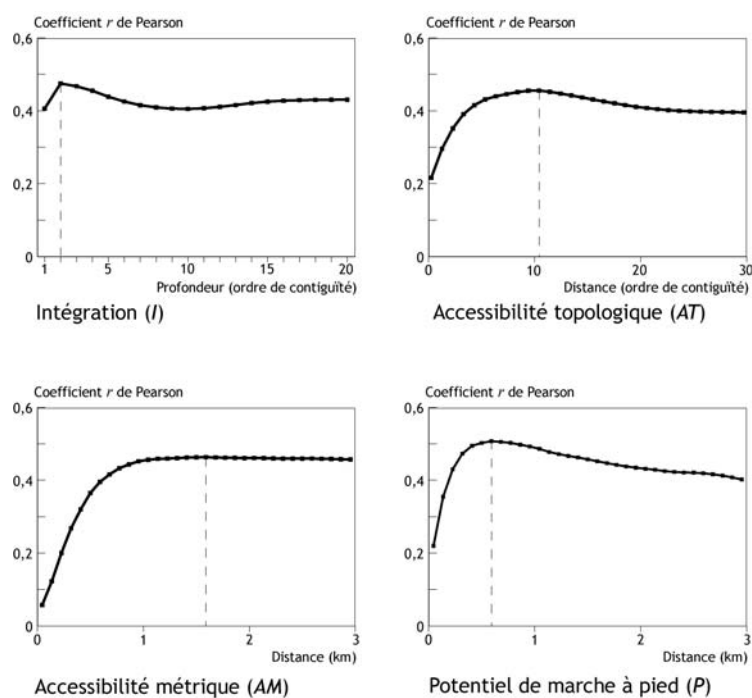 Coefficient r de Pearson
0,6
0,4
0,2
0
1 5 10 15 20
Profondeur (ordre de contiguïté)
Intégration (I)
Coefficient r de Pearson
0,6
0,4
0,2
0
0 10 20 30
Distance (ordre de contiguïté)
Accessibilité topologique (AT)
Coefficient r de Pearson
0,6
0,4
0,2
0
0 1 2 3
Distance (km)
Accessibilité métrique (AM)
Coefficient r de Pearson
0,6
0,4
0,2
0
0 1 2 3
Distance (km)
Potentiel de marche à pied (P)